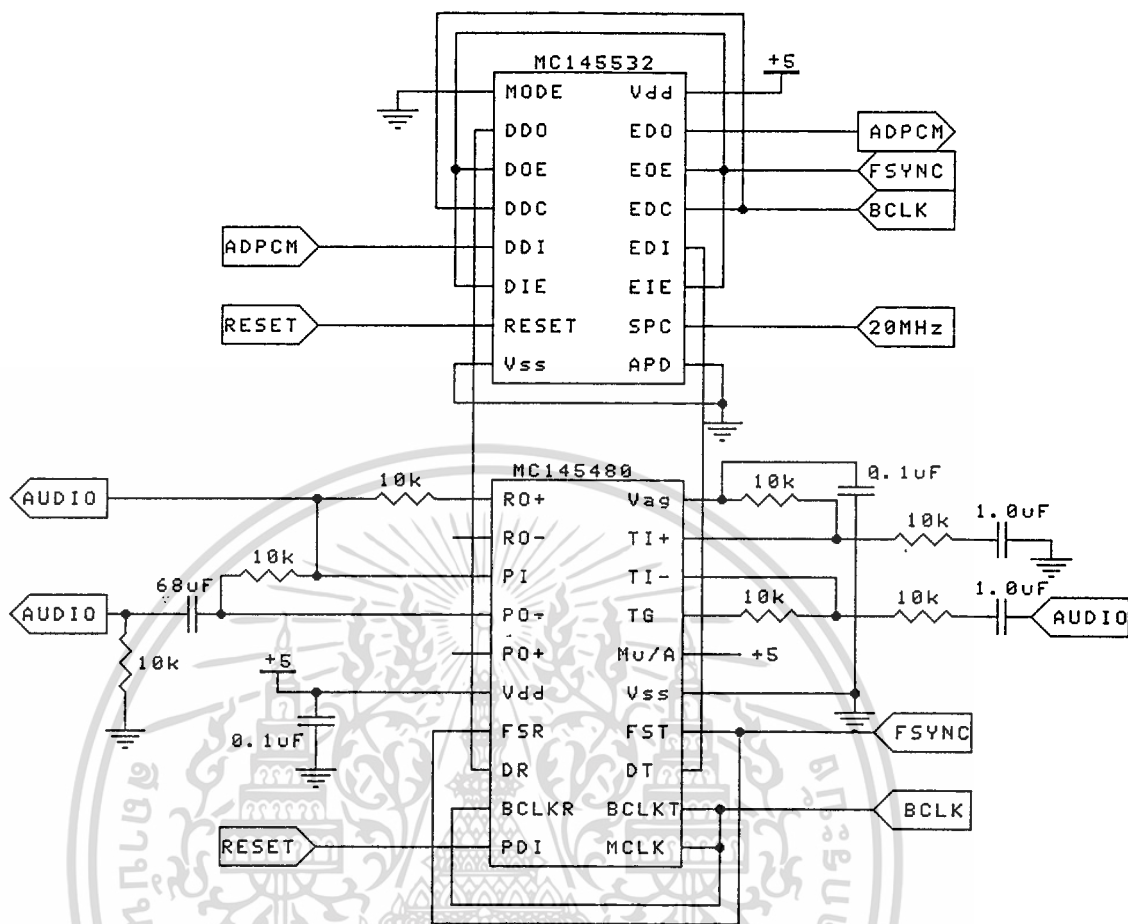 MC145532
+5
MODE Vdd
DDO EDO ADPCM
DOE EOE FSYNC
DDC EDC BCLK
ADPCM DDI EDI
DIE EIE
RESET RESET SPC 20MHz
Vss APD
MC145480
AUDIO 10k RO+ Vag 10k 0.1uF
RO- TI+ 10k 1.0uF
10k PI TI-
AUDIO 68uF PO- TG 10k 10k 1.0uF AUDIO
10k PO+ Mu/A +5
+5 Vdd Vss
0.1uF FSR FST FSYNC
DR DT
BCLKR BCLKT BCLK
RESET PDI MCLK